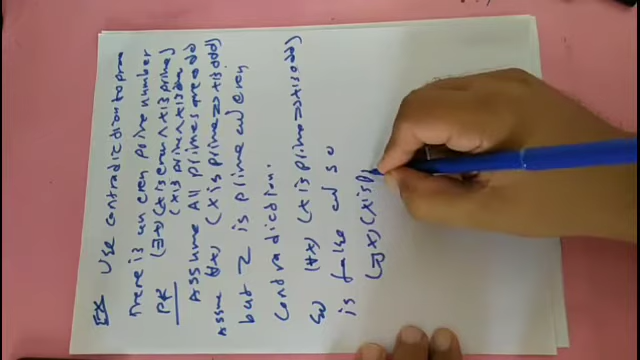 Ex Use contradiction to prove
There is an even prime number
Pf (∃x)(x is even ∧ x is prime)
(x is prime ∧ x is even
Assume All primes are odd
Assume (∀x) (x is prime => x is odd)
but 2 is prime and even
Contradiction.
So (∀x) (x is prime => x is odd)
is false and so
(∃x)(x is p